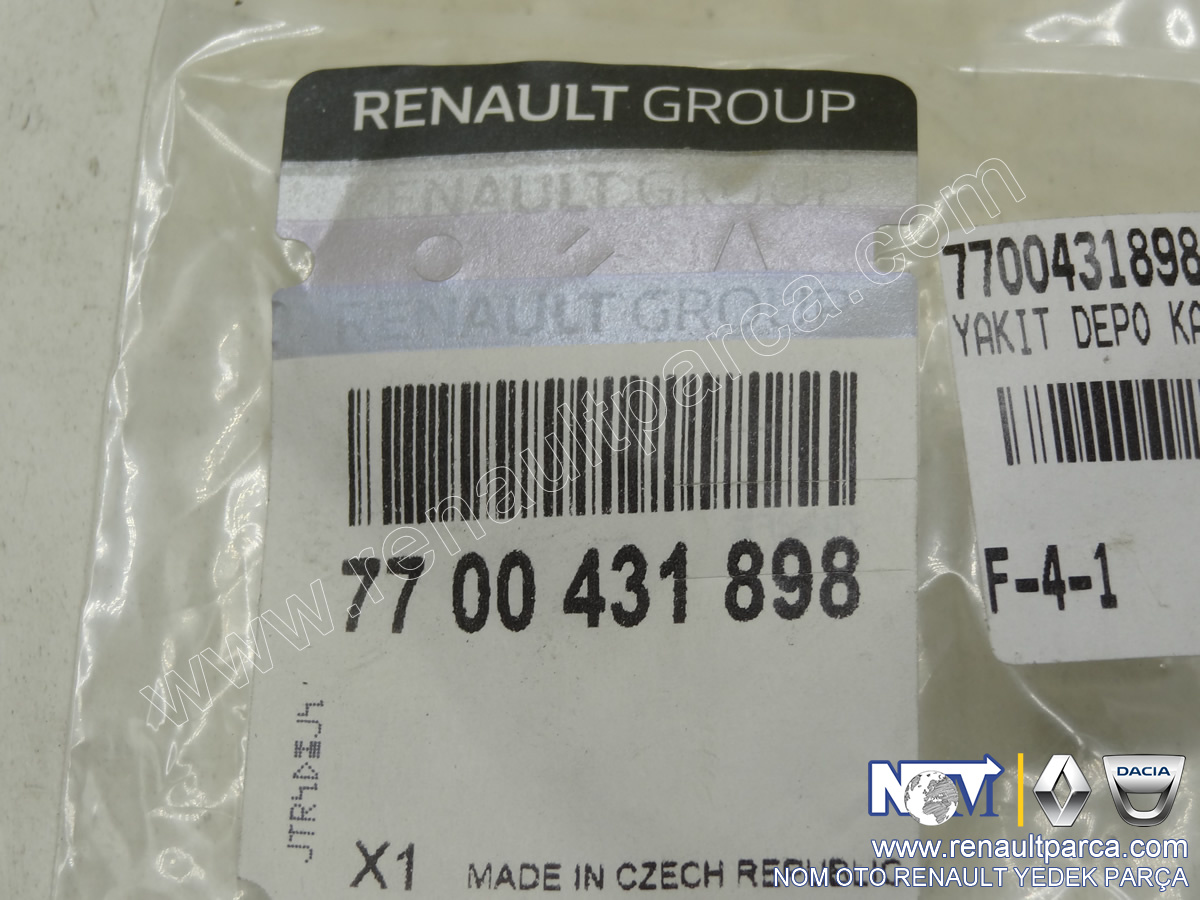 RENAULT GROUP
RENAULT GROUP
RENAULT GROUP
77 00 431 898
X1 MADE IN CZECH REPUBLIC
7700431898
YAKIT DEPO KA
F-4-1
www.renaultparca.com
NOM
DACIA
www.renaultparca.com
NOM OTO RENAULT YEDEK PARÇA